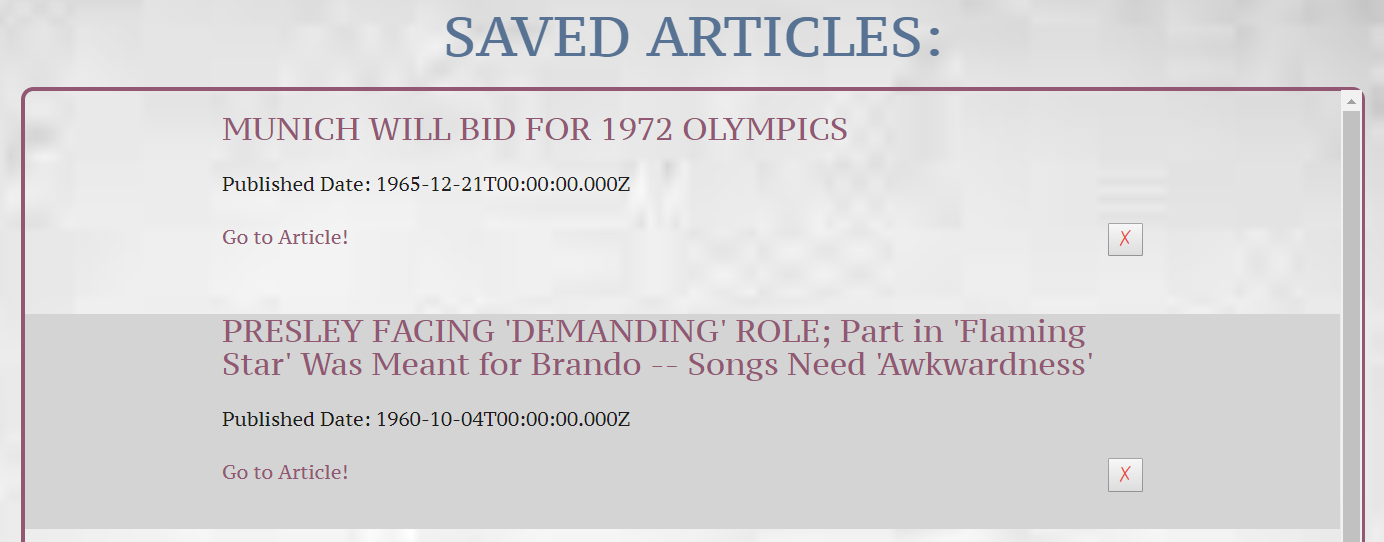 SAVED ARTICLES:
MUNICH WILL BID FOR 1972 OLYMPICS
Published Date: 1965-12-21T00:00:00.000Z
Go to Article!
X
PRESLEY FACING 'DEMANDING' ROLE; Part in 'Flaming
Star' Was Meant for Brando -- Songs Need 'Awkwardness'
Published Date: 1960-10-04T00:00:00.000Z
Go to Article!
X